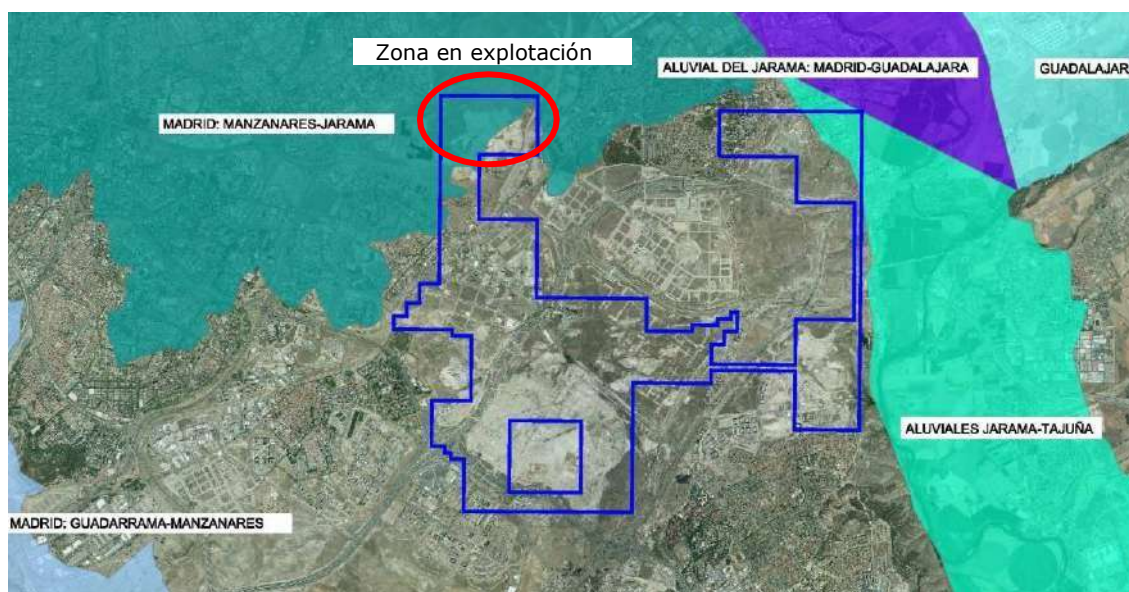 Zona en explotación
ALUVIAL DEL JARAMA: MADRID-GUADALAJARA
GUADALAJAR
MADRID: MANZANARES-JARAMA
ALUVIALES JARAMA-TAJUÑA
MADRID: GUADARRAMA-MANZANARES